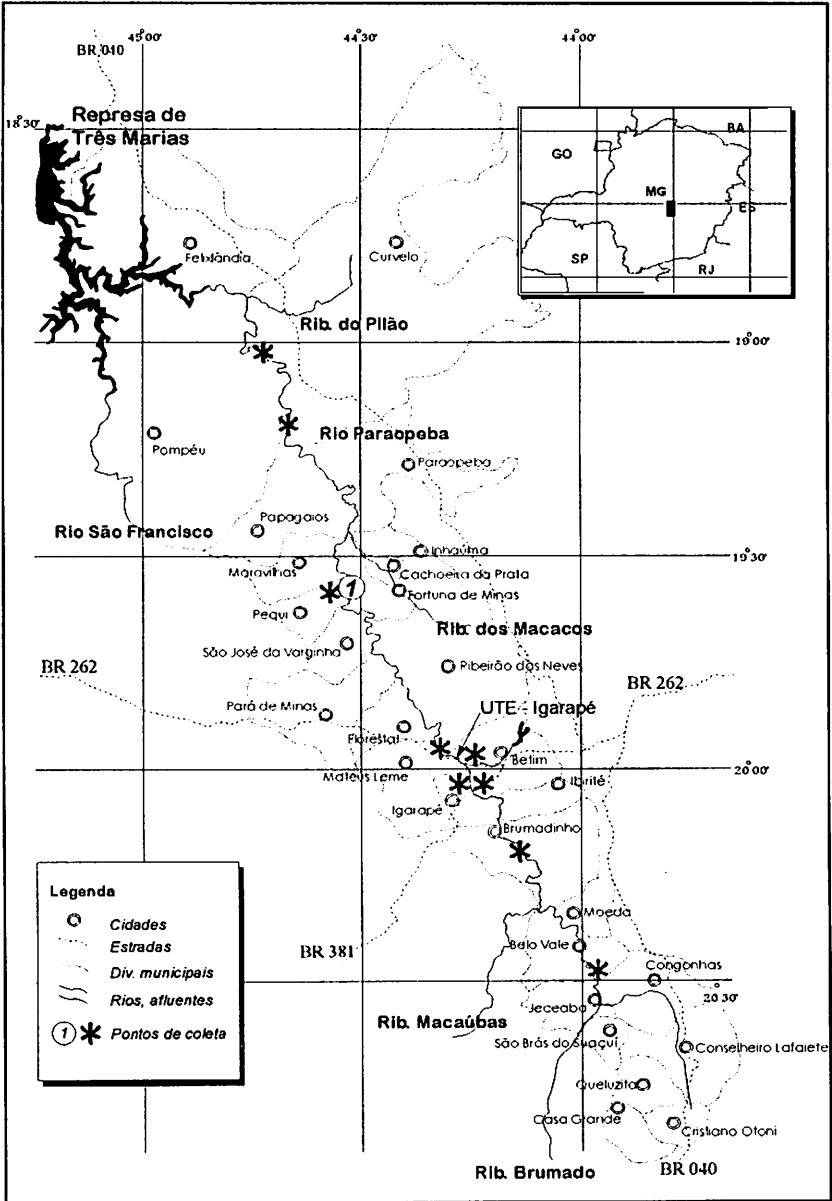 45°00'
44°30'
44°00'
BR 040
18°30'
Represa de
Três Marias
BA
GO
MG
ES
SP
RJ
Felixlândia
Curvelo
Rib. do Pilão
19°00'
Rio Paraopeba
Pompéu
Paraopeba
Papagaios
Rio São Francisco
Inhaúma
19°30'
Maravilhas
Cachoeira da Prata
1
Fortuna de Minas
Pequi
Rib. dos Macacos
São José da Varginha
Ribeirão das Neves
BR 262
BR 262
Pará de Minas
UTE - Igarapé
Florestal
Betim
Mateus Leme
20°00'
Ibirité
Igarapé
Brumadinho
Legenda
Cidades
Estradas
Div. municipais
Rios, afluentes
1 Pontos de coleta
Moeda
BR 381
Belo Vale
Congonhas
20°30'
Jeceaba
Rib. Macaúbas
São Brás do Suaçuí
Conselheiro Lafaiete
Queluzita
Casa Grande
Cristiano Otoni
Rib. Brumado
BR 040